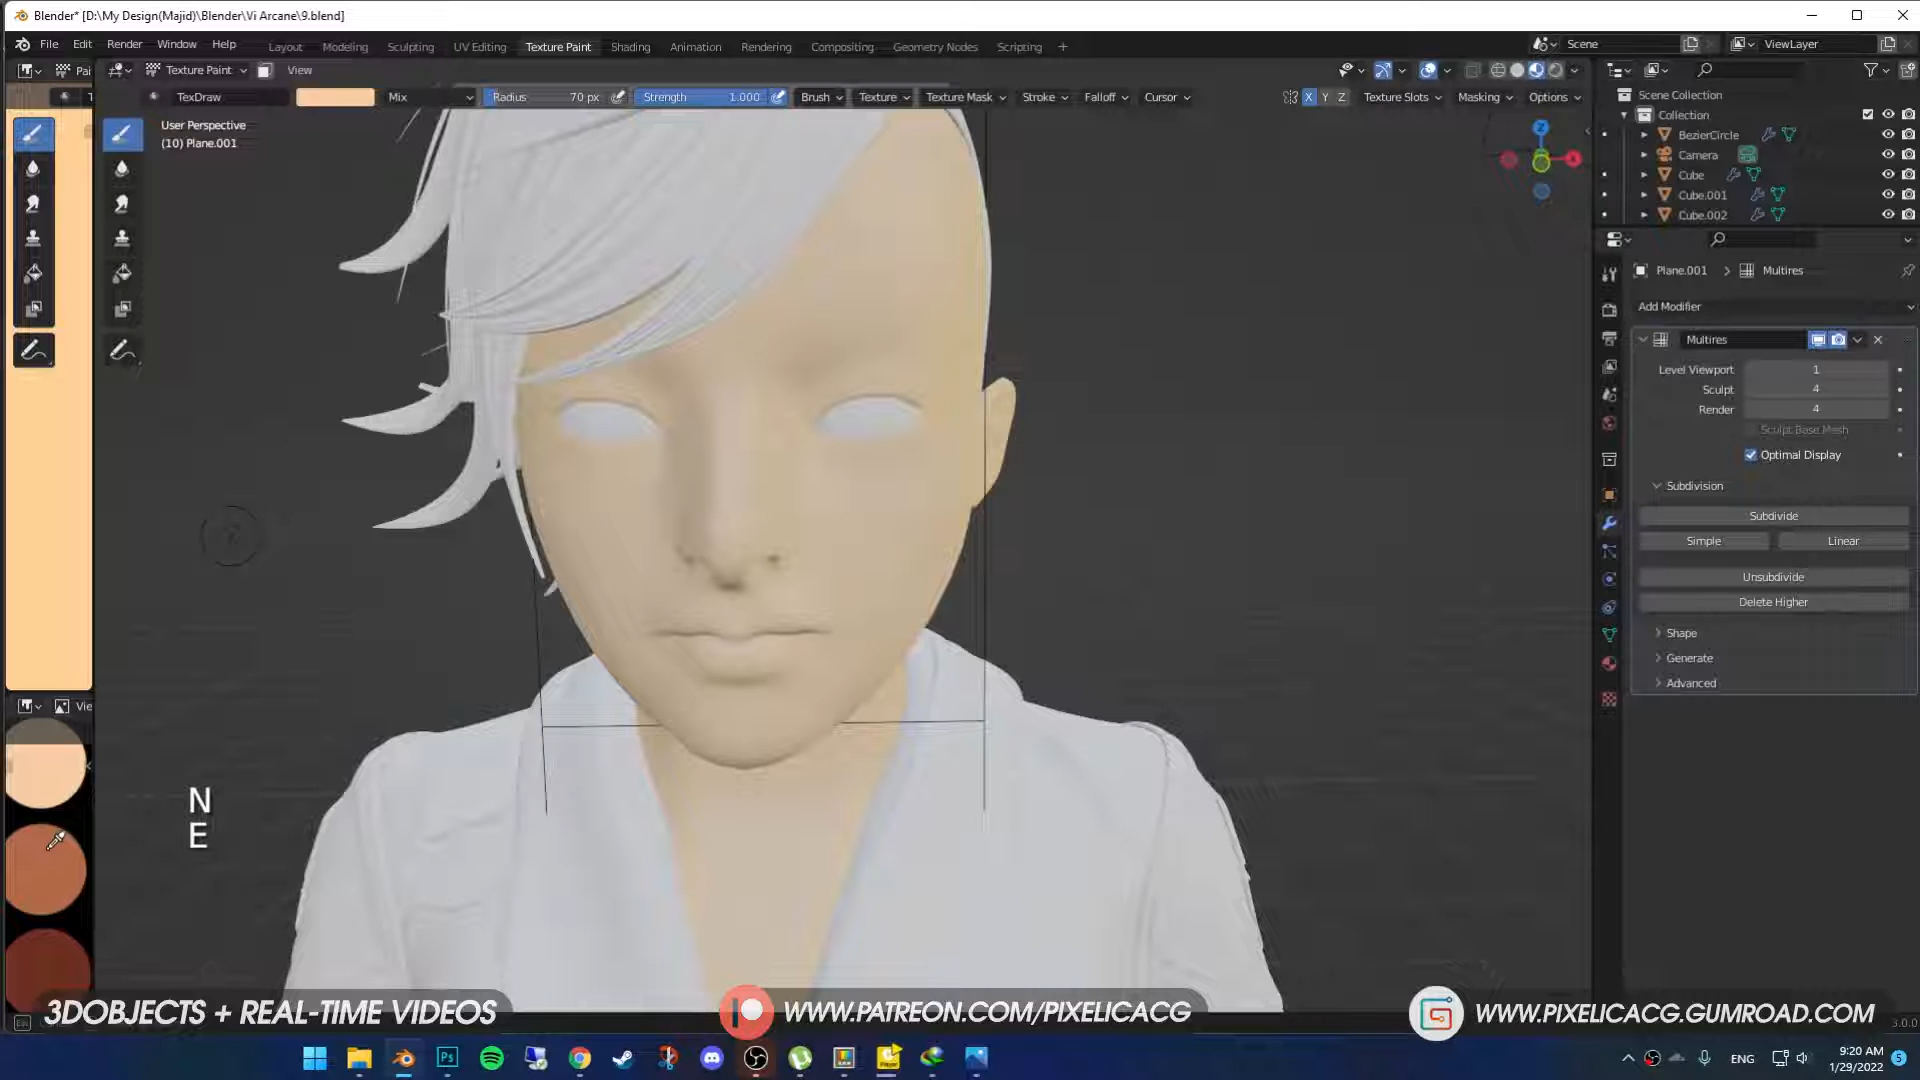 Blender* [D:\My Design(Majid)\Blender\Vi Arcane\9.blend]
File Edit Render Window Help Layout Modeling Sculpting UV Editing Texture Paint Shading Animation Rendering Compositing Geometry Nodes Scripting + Scene ViewLayer
Pai Texture Paint View
TexDraw Mix Radius 70 px Strength 1.000 Brush Texture Texture Mask Stroke Falloff Cursor X Y Z Texture Slots Masking Options
Scene Collection
Collection
BezierCircle
Camera
Cube
Cube.001
Cube.002
User Perspective
(10) Plane.001
Z
X
Plane.001 > Multires
Add Modifier
Multires
Level Viewport 1
Sculpt 4
Render 4
Sculpt Base Mesh
Optimal Display
Subdivision
Subdivide
Simple Linear
Unsubdivide
Delete Higher
Shape
Generate
Advanced
Vie
N
E
3DOBJECTS + REAL-TIME VIDEOS
WWW.PATREON.COM/PIXELICACG
WWW.PIXELICACG.GUMROAD.COM
3.0.0
Ps
ENG
9:20 AM
1/29/2022
5